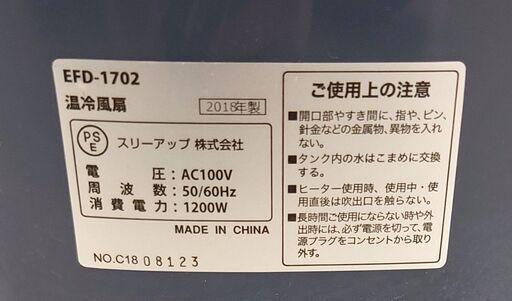 EFD-1702
温冷風扇 2018年製
PSE スリーアップ 株式会社
電圧:AC100V
周波数:50/60Hz
消費電力:1200W
MADE IN CHINA
NO.C1808123
ご使用上の注意
■開口部やすき間に、指や、ピン、
針金などの金属物、異物を入れ
ない。
■タンク内の水はこまめに交換
する。
■ヒーター使用時、使用中・使
用直後は吹出口を触らない。
■長時間ご使用にならない時や外
出時には、必ず電源を切って、電
源プラグをコンセントから取り
外す。